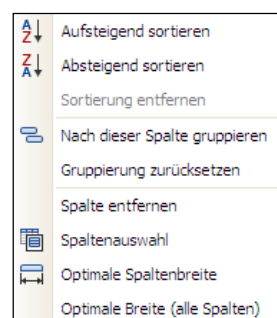 Aufsteigend sortieren
Absteigend sortieren
Sortierung entfernen
Nach dieser Spalte gruppieren
Gruppierung zurücksetzen
Spalte entfernen
Spaltenauswahl
Optimale Spaltenbreite
Optimale Breite (alle Spalten)